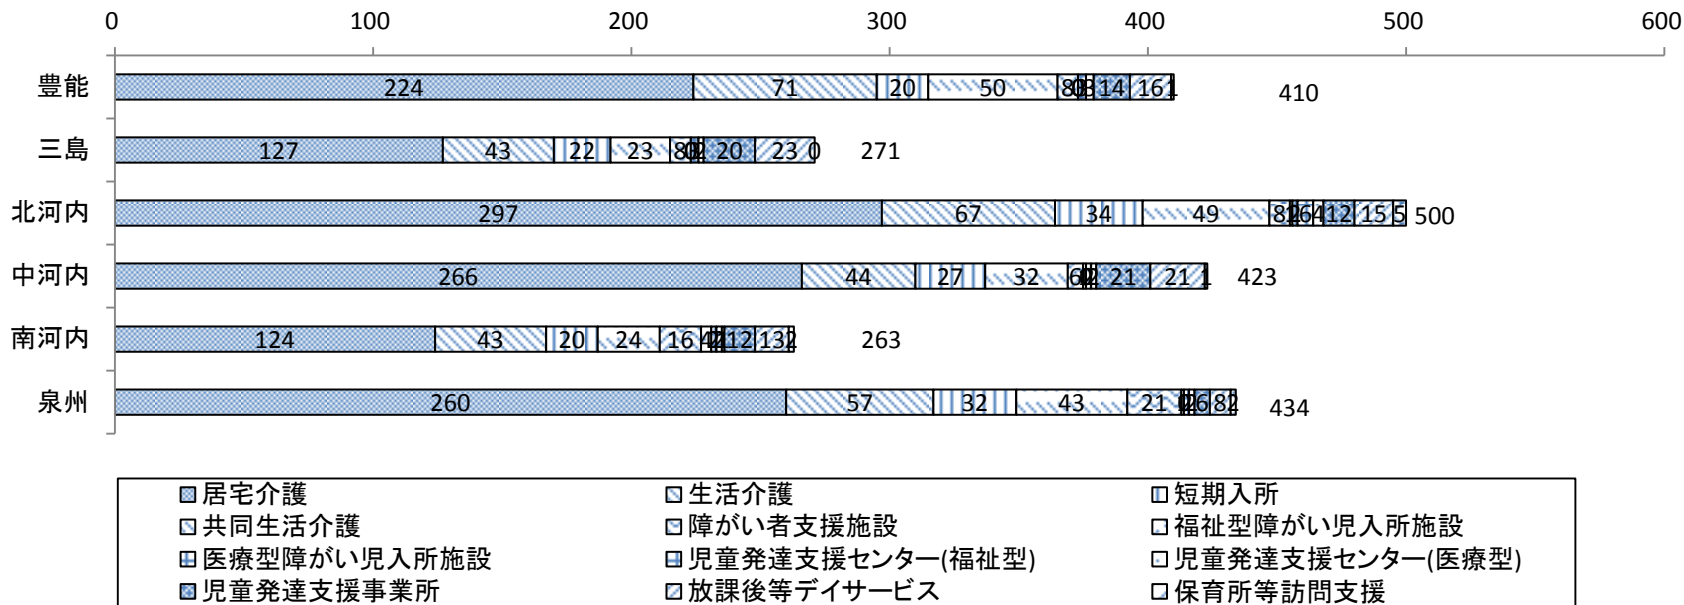 0 100 200 300 400 500 600
豊能 224 71 20 50 14 16 1 410
三島 127 43 22 23 20 23 0 271
北河内 297 67 34 49 12 15 5 500
中河内 266 44 27 32 21 21 1 423
南河内 124 43 20 24 16 12 13 2 263
泉州 260 57 32 43 21 6 8 2 434
居宅介護 生活介護 短期入所
共同生活介護 障がい者支援施設 福祉型障がい児入所施設
医療型障がい児入所施設 児童発達支援センター(福祉型) 児童発達支援センター(医療型)
児童発達支援事業所 放課後等デイサービス 保育所等訪問支援